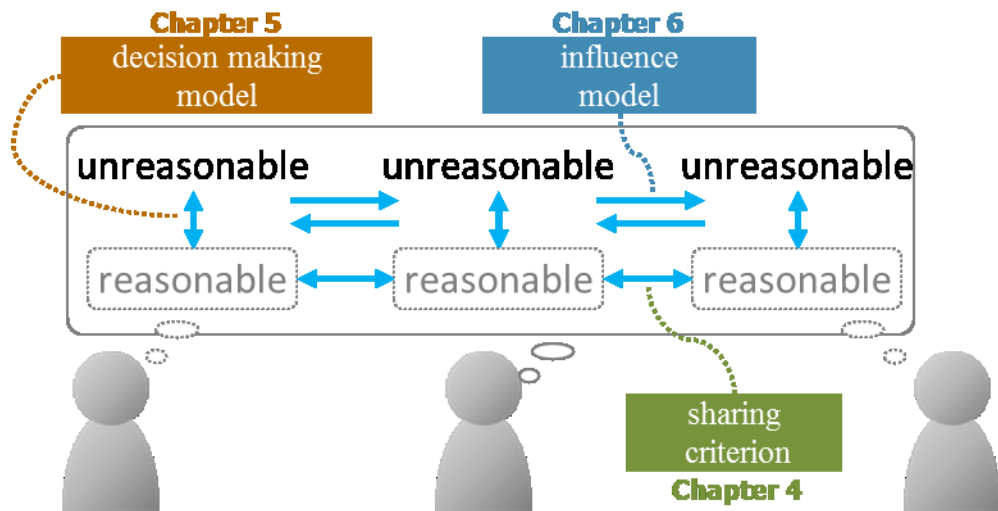 Chapter 5
decision making
model
Chapter 6
influence
model
unreasonable unreasonable unreasonable
reasonable reasonable reasonable
sharing
criterion
Chapter 4